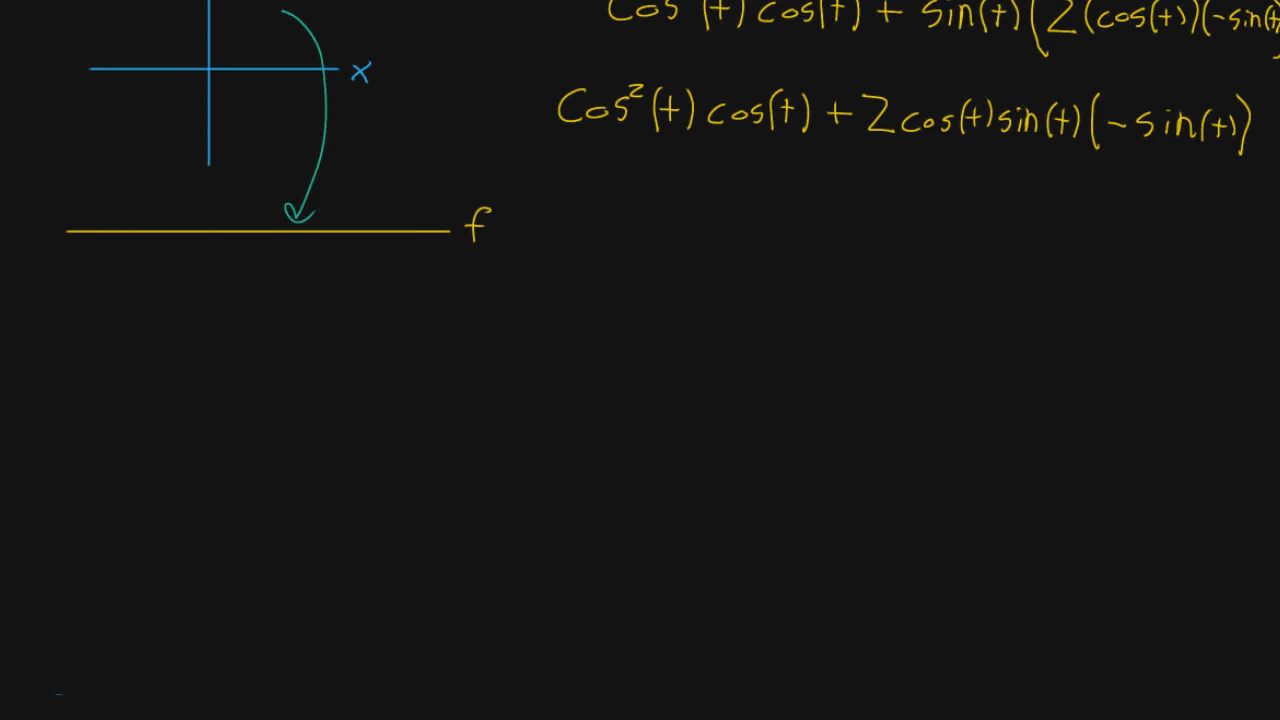 cos (t) cos(t) + sin(t)(2(cos(t))(-sin(t)
x
cos²(t) cos(t) + 2cos(t)sin(t)(-sin(t))
f